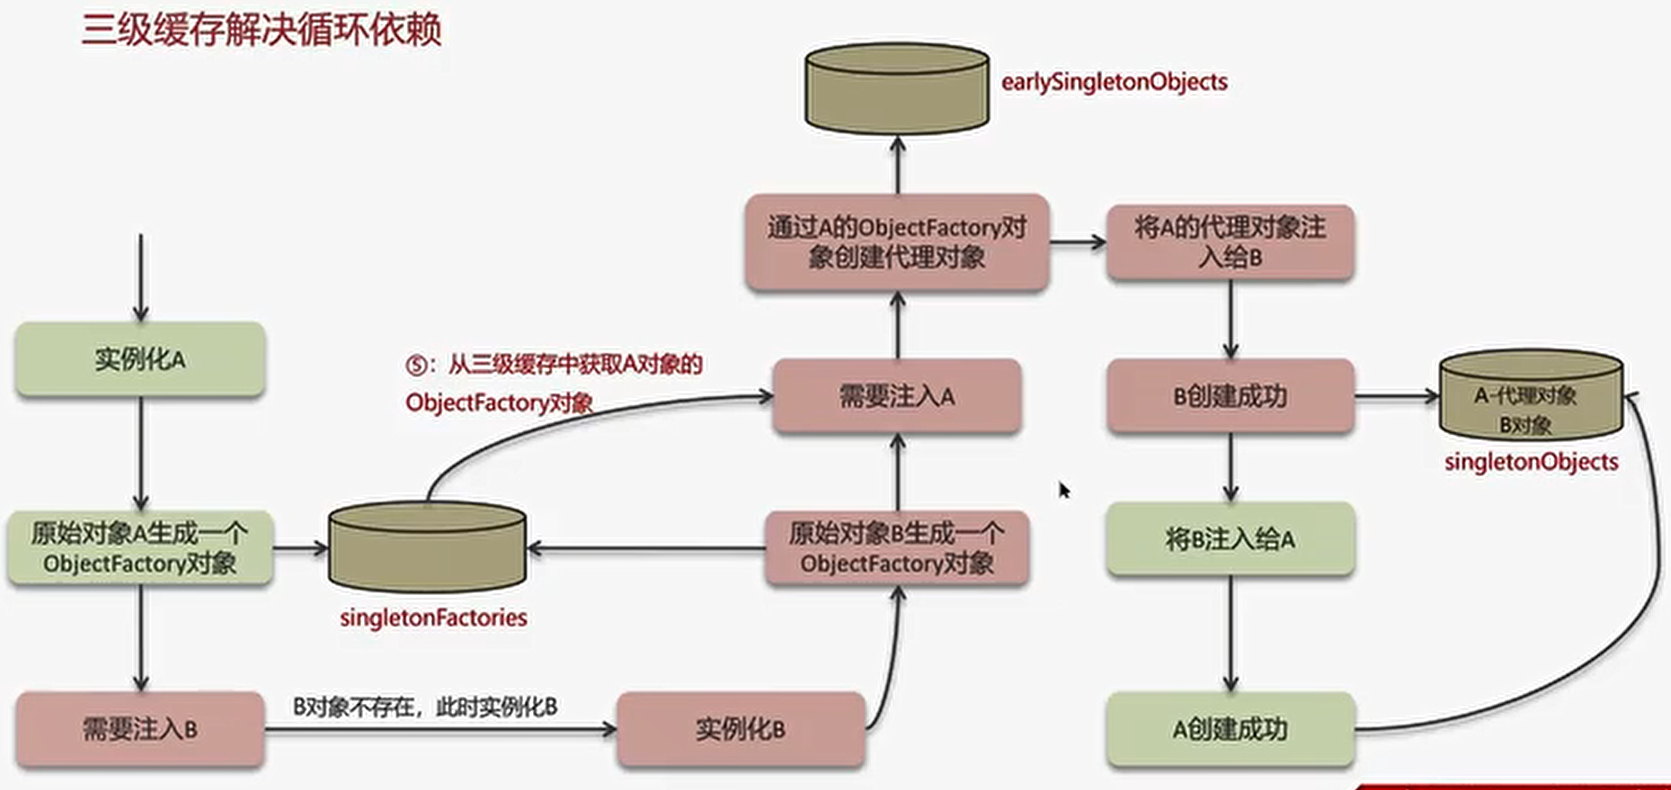 三级缓存解决循环依赖
earlySingletonObjects
通过A的ObjectFactory对
象创建代理对象
将A的代理对象注
入给B
实例化A
⑤：从三级缓存中获取A对象的
ObjectFactory对象
需要注入A
B创建成功
A-代理对象
B对象
singletonObjects
原始对象A生成一个
ObjectFactory对象
singletonFactories
原始对象B生成一个
ObjectFactory对象
将B注入给A
需要注入B
B对象不存在，此时实例化B
实例化B
A创建成功